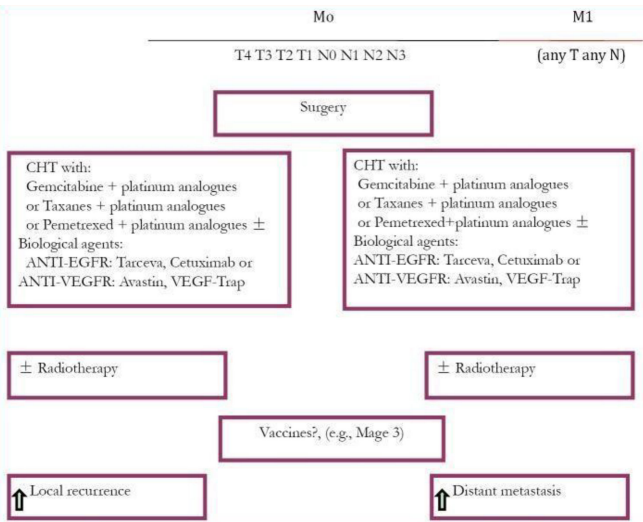 Mo
M1
T4 T3 T2 T1 N0 N1 N2 N3
(any T any N)
Surgery
CHT with:
Gemcitabine + platinum analogues
or Taxanes + platinum analogues
or Pemetrexed + platinum analogues ±
Biological agents:
ANTI-EGFR: Tarceva, Cetuximab or
ANTI-VEGFR: Avastin, VEGF-Trap
CHT with:
Gemcitabine + platinum analogues
or Taxanes + platinum analogues
or Pemetrexed+platinum analogues ±
Biological agents:
ANTI-EGFR: Tarceva, Cetuximab or
ANTI-VEGFR: Avastin, VEGF-Trap
± Radiotherapy
± Radiotherapy
Vaccines?, (e.g., Mage 3)
Local recurrence
Distant metastasis